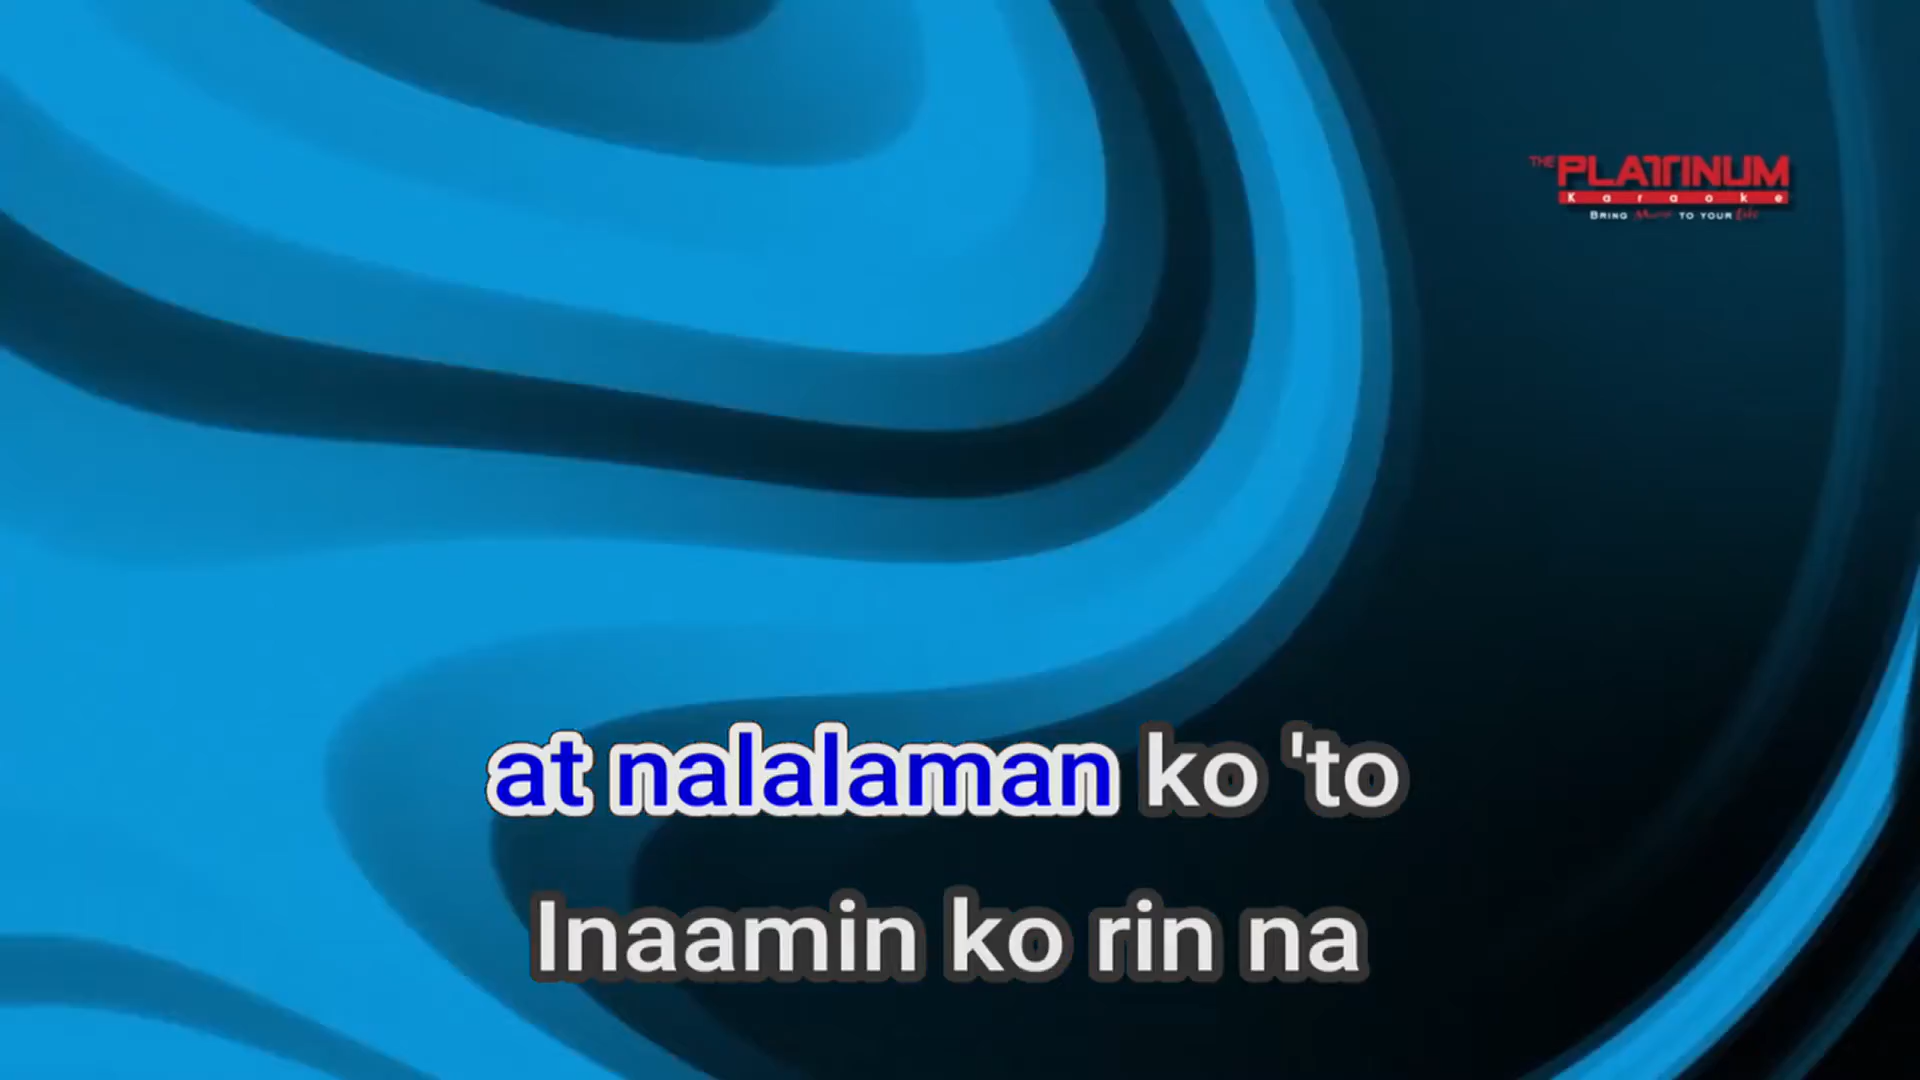 THE PLATINUM
Karaoke
BRING Music TO YOUR Life
at nalalaman ko 'to
Inaamin ko rin na